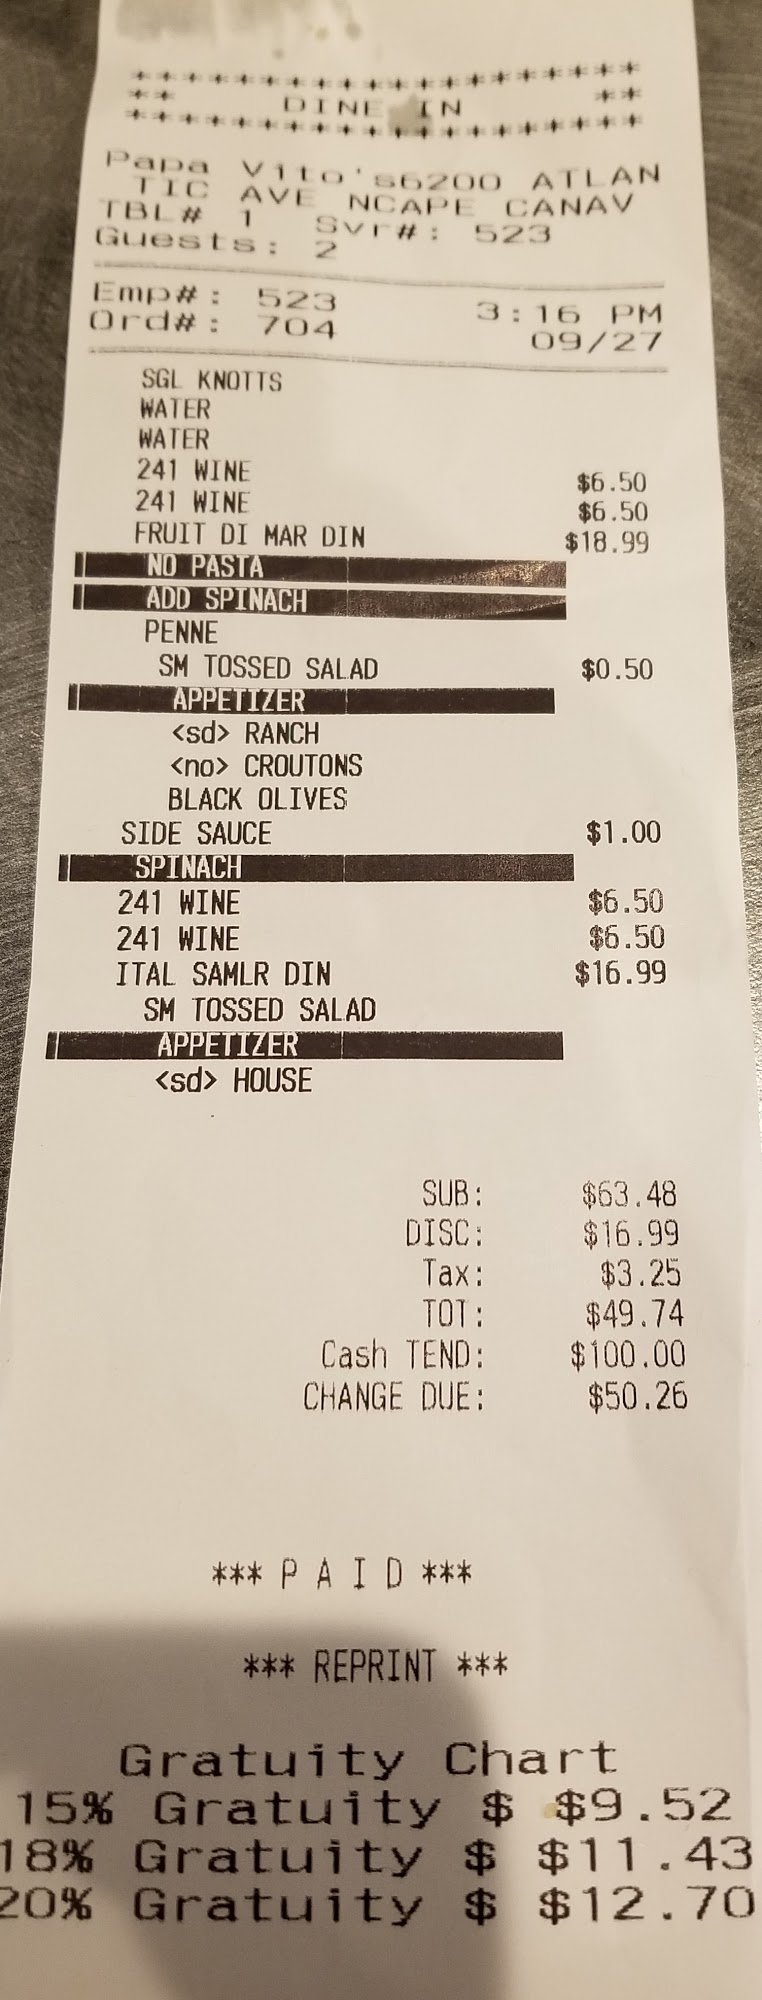 * * * * * * * * * * * * * * * * * * * *
** DINE IN **
* * * * * * * * * * * * * * * * * * * *
Papa Vito's6200 ATLAN
TIC AVE NCAPE CANAV
TBL# 1 Svr#: 523
Guests: 2
Emp#: 523 3:16 PM
Ord#: 704 09/27
SGL KNOTTS
WATER
WATER
241 WINE $6.50
241 WINE $6.50
FRUIT DI MAR DIN $18.99
NO PASTA
ADD SPINACH
PENNE
SM TOSSED SALAD $0.50
APPETIZER
<sd> RANCH
<no> CROUTONS
BLACK OLIVES
SIDE SAUCE $1.00
SPINACH
241 WINE $6.50
241 WINE $6.50
ITAL SAMLR DIN $16.99
SM TOSSED SALAD
APPETIZER
<sd> HOUSE
SUB: $63.48
DISC: $16.99
Tax: $3.25
TOT: $49.74
Cash TEND: $100.00
CHANGE DUE: $50.26
*** P A I D ***
*** REPRINT ***
Gratuity Chart
15% Gratuity $ $9.52
18% Gratuity $ $11.43
20% Gratuity $ $12.70